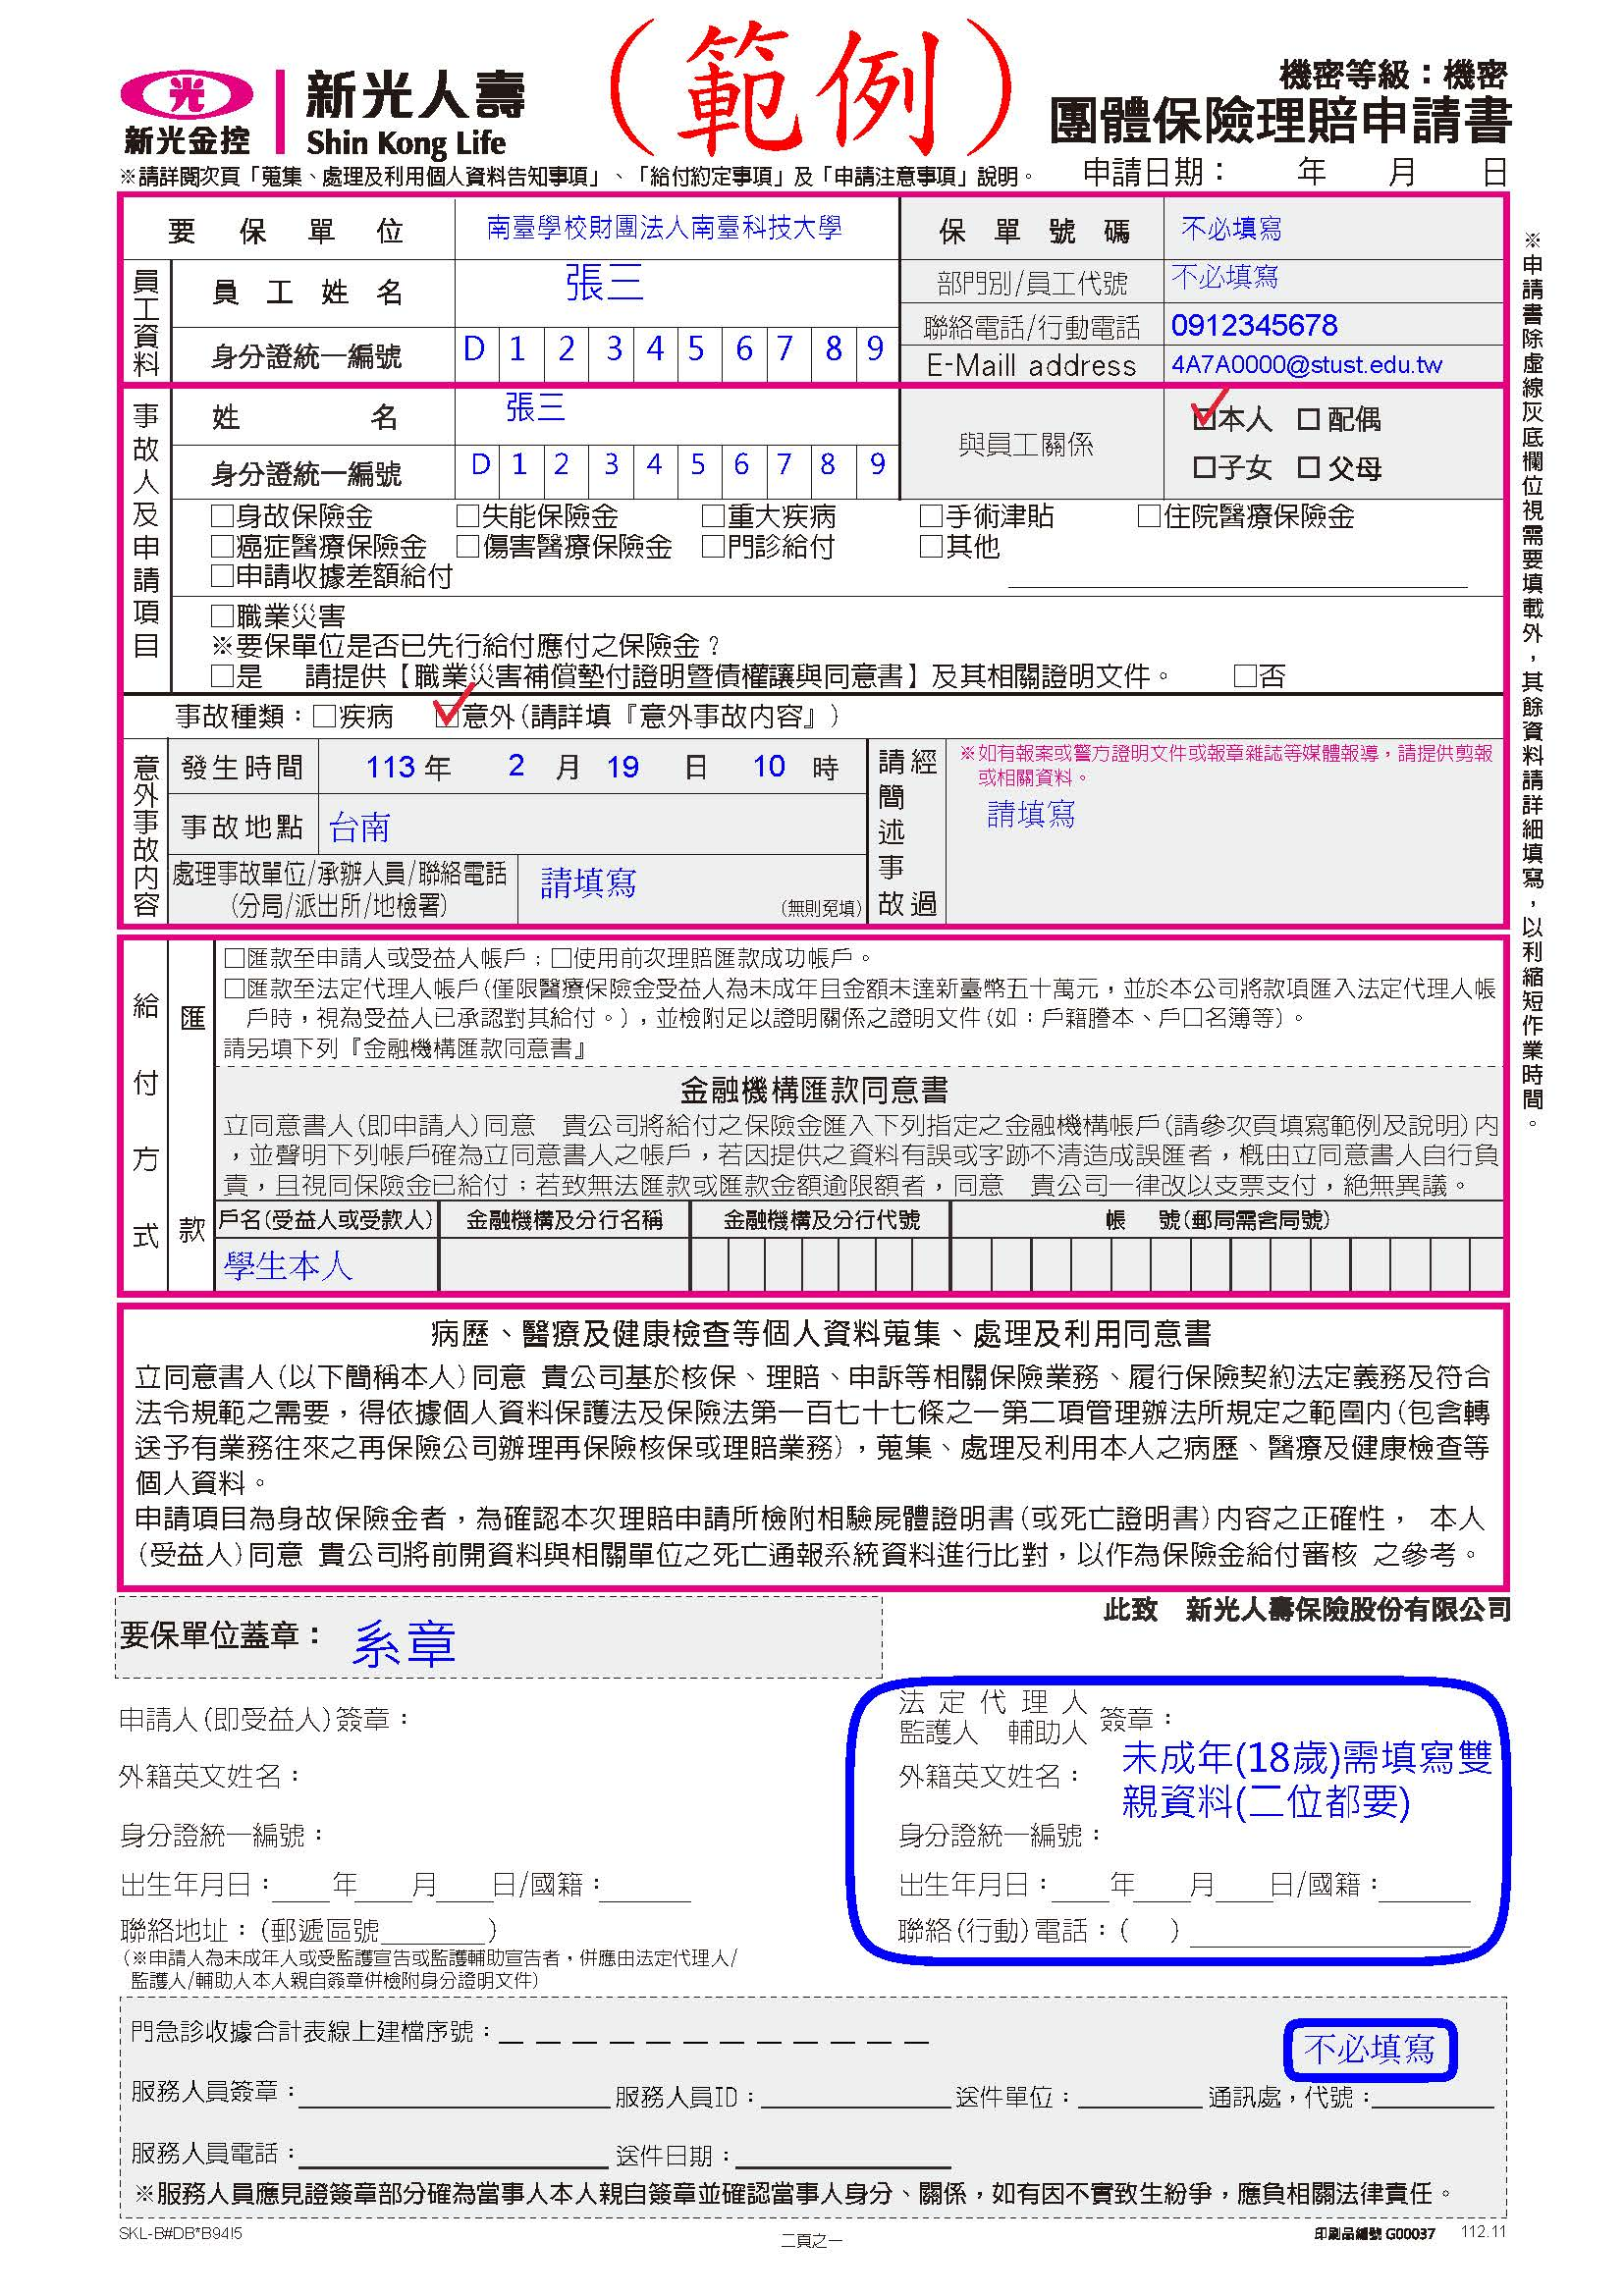 (範例)
光
新光金控
新光人壽
Shin Kong Life
機密等級：機密
團體保險理賠申請書
※請詳閱次頁「蒐集、處理及利用個人資料告知事項」、「給付約定事項」及「申請注意事項」說明。
申請日期： 年 月 日
要保單位 南臺學校財團法人南臺科技大學 保單號碼 不必填寫
員工資料
員工姓名 張三 部門別/員工代號 不必填寫
聯絡電話/行動電話 0912345678
身分證統一編號 D 1 2 3 4 5 6 7 8 9 E-Maill address 4A7A0000@stust.edu.tw
事故人及申請項目
姓名 張三 與員工關係 □本人 □配偶
身分證統一編號 D 1 2 3 4 5 6 7 8 9 □子女 □父母
□身故保險金 □失能保險金 □重大疾病 □手術津貼 □住院醫療保險金
□癌症醫療保險金 □傷害醫療保險金 □門診給付 □其他
□申請收據差額給付
□職業災害
※要保單位是否已先行給付應付之保險金？
□是 請提供【職業災害補償墊付證明暨債權讓與同意書】及其相關證明文件。 □否
事故種類：□疾病 □意外(請詳填『意外事故內容』)
意外事故內容
發生時間 113 年 2 月 19 日 10 時
事故地點 台南
處理事故單位/承辦人員/聯絡電話
(分局/派出所/地檢署) 請填寫 (無則免填)
請簡述事故經過
※如有報案或警方證明文件或報章雜誌等媒體報導，請提供剪報
或相關資料。
請填寫
※申請書除虛線灰底欄位視需要填載外，其餘資料請詳細填寫，以利縮短作業時間。
給付方式
匯款
□匯款至申請人或受益人帳戶；□使用前次理賠匯款成功帳戶。
□匯款至法定代理人帳戶(僅限醫療保險金受益人為未成年且金額未達新臺幣五十萬元，並於本公司將款項匯入法定代理人帳
戶時，視為受益人已承認對其給付。)，並檢附足以證明關係之證明文件(如：戶籍謄本、戶口名簿等)。
請另填下列『金融機構匯款同意書』
金融機構匯款同意書
立同意書人(即申請人)同意 貴公司將給付之保險金匯入下列指定之金融機構帳戶(請參次頁填寫範例及說明)內
，並聲明下列帳戶確為立同意書人之帳戶，若因提供之資料有誤或字跡不清造成誤匯者，概由立同意書人自行負
責，且視同保險金已給付；若致無法匯款或匯款金額逾限額者，同意 貴公司一律改以支票支付，絕無異議。
戶名(受益人或受款人) 金融機構及分行名稱 金融機構及分行代號 帳 號(郵局需含局號)
學生本人
病歷、醫療及健康檢查等個人資料蒐集、處理及利用同意書
立同意書人(以下簡稱本人)同意 貴公司基於核保、理賠、申訴等相關保險業務、履行保險契約法定義務及符合
法令規範之需要，得依據個人資料保護法及保險法第一百七十七條之一第二項管理辦法所規定之範圍內(包含轉
送予有業務往來之再保險公司辦理再保險核保或理賠業務)，蒐集、處理及利用本人之病歷、醫療及健康檢查等
個人資料。
申請項目為身故保險金者，為確認本次理賠申請所檢附相驗屍體證明書(或死亡證明書)內容之正確性， 本人
(受益人)同意 貴公司將前開資料與相關單位之死亡通報系統資料進行比對，以作為保險金給付審核 之參考。
此致 新光人壽保險股份有限公司
要保單位蓋章： 系章
申請人(即受益人)簽章：
外籍英文姓名：
身分證統一編號：
出生年月日： 年 月 日/國籍：
聯絡地址：(郵遞區號 )
(※申請人為未成年人或受監護宣告或監護輔助宣告者，併應由法定代理人/
監護人/輔助人本人親自簽章併檢附身分證明文件)
法定代理人
監護人 輔助人 簽章：
外籍英文姓名：
未成年(18歲)需填寫雙
親資料(二位都要)
身分證統一編號：
出生年月日： 年 月 日/國籍：
聯絡(行動)電話：( )
門急診收據合計表線上建檔序號：
不必填寫
服務人員簽章： 服務人員ID： 送件單位： 通訊處，代號：
服務人員電話： 送件日期：
※服務人員應見證簽章部分確為當事人本人親自簽章並確認當事人身分、關係，如有因不實致生紛爭，應負相關法律責任。
SKL-B#DB*B94I5
二頁之一
印刷品編號 G00037 112.11